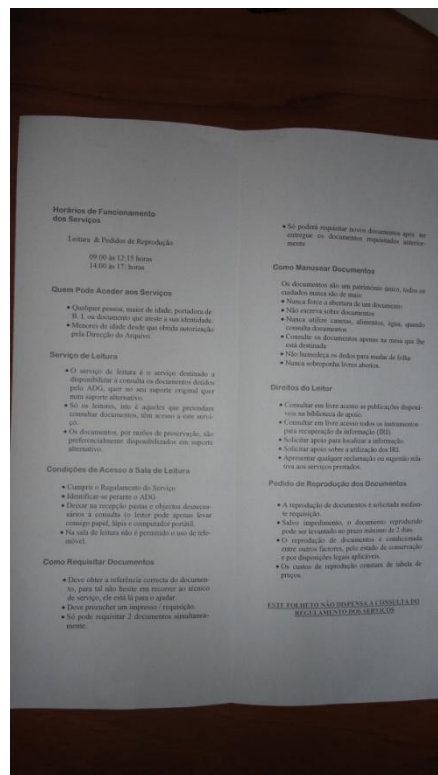 Horários de Funcionamento
dos Serviços
Leitura & Pedidos de Reprodução
09:00 às 12:15 horas
14:00 às 17: horas
Quem Pode Aceder aos Serviços
• Qualquer pessoa, maior de idade, portadora de
B. I. ou documento que ateste a sua identidade.
• Menores de idade desde que obtida autorização
pela Direcção do Arquivo.
Serviço de Leitura
• O serviço de leitura é o serviço destinado a
disponibilizar à consulta os documentos detidos
pelo ADG, quer no seu suporte original quer
num suporte alternativo.
• Só os leitores, isto é aqueles que pretendam
consultar documentos, têm acesso a este servi-
ço.
• Os documentos, por razões de preservação, são
preferencialmente disponibilizados em suporte
alternativo.
Condições de Acesso à Sala de Leitura
• Cumprir o Regulamento do Serviço
• Identificar-se perante o ADG
• Deixar na recepção pastas e objectos desneces-
sários à consulta (o leitor pode apenas levar
consigo papel, lápis e computador portátil.
• Na sala de leitura não é permitido o uso de tele-
móvel.
Como Requisitar Documentos
• Deve obter a referência correcta do documen-
to, para tal não hesite em recorrer ao técnico
de serviço, ele está lá para o ajudar.
• Deve preencher um impresso / requisição.
• Só pode requisitar 2 documentos simultanea-
mente.
• Só poderá requisitar novos documentos após ter
entregue os documentos requisitados anterior-
mente
Como Manusear Documentos
Os documentos são um património único, todos os
cuidados nunca são de mais:
• Nunca force a abertura de um documento
• Não escreva sobre documentos
• Nunca utilize canetas, alimentos, água, quando
consulta documentos
• Consulte os documentos apenas na mesa que lhe
está destinada
• Não humedeça os dedos para mudar de folha
• Nunca sobreponha livros abertos.
Direitos do Leitor
• Consultar em livre acesso as publicações disponí-
veis na biblioteca de apoio.
• Consultar em livre acesso todos os instrumentos
para recuperação da informação (IRI).
• Solicitar apoio para localizar a informação.
• Solicitar apoio sobre a utilização dos IRI.
• Apresentar qualquer reclamação ou sugestão rela-
tiva aos serviços prestados.
Pedido de Reprodução dos Documentos
• A reprodução de documentos é solicitada median-
te requisição.
• Salvo impedimento, o documento reproduzido
pode ser levantado no prazo máximo de 2 dias.
• O reprodução de documentos é condicionada
entre outros factores, pelo estado de conservação
e por disposições legais aplicáveis.
• Os custos de reprodução constam de tabela de
preços.
ESTE FOLHETO NÃO DISPENSA A CONSULTA DO
REGULAMENTO DOS SERVIÇOS